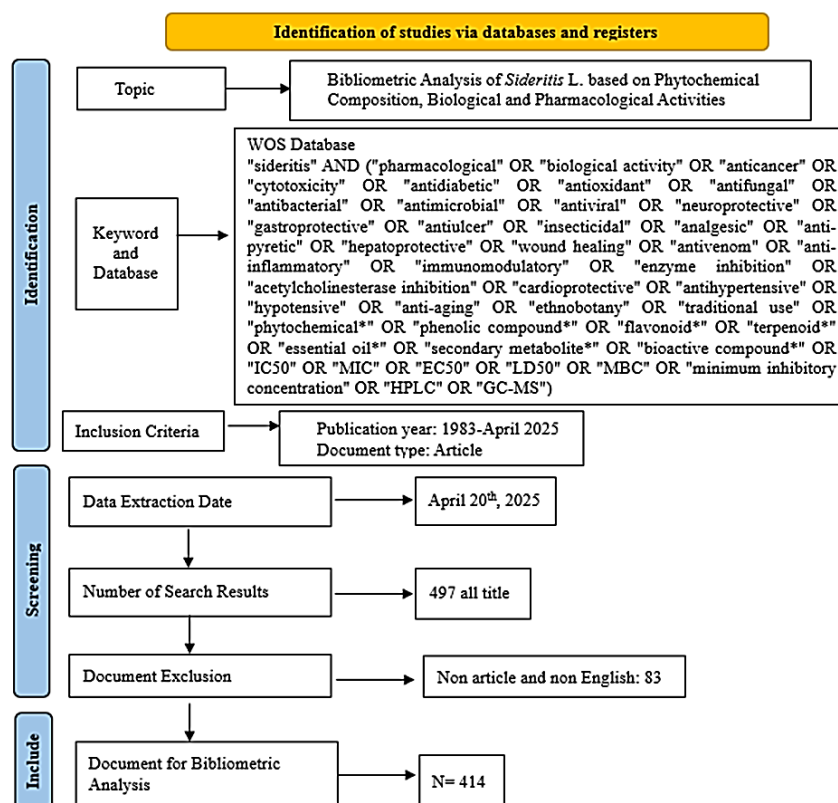 Identification of studies via databases and registers
Identification
Topic
Bibliometric Analysis of Sideritis L. based on Phytochemical
Composition, Biological and Pharmacological Activities
Keyword
and
Database
WOS Database
"sideritis" AND ("pharmacological" OR "biological activity" OR "anticancer" OR
"cytotoxicity" OR "antidiabetic" OR "antioxidant" OR "antifungal" OR
"antibacterial" OR "antimicrobial" OR "antiviral" OR "neuroprotective" OR
"gastroprotective" OR "antiulcer" OR "insecticidal" OR "analgesic" OR "anti-
pyretic" OR "hepatoprotective" OR "wound healing" OR "antivenom" OR "anti-
inflammatory" OR "immunomodulatory" OR "enzyme inhibition" OR
"acetylcholinesterase inhibition" OR "cardioprotective" OR "antihypertensive" OR
"hypotensive" OR "anti-aging" OR "ethnobotany" OR "traditional use" OR
"phytochemical*" OR "phenolic compound*" OR "flavonoid*" OR "terpenoid*"
OR "essential oil*" OR "secondary metabolite*" OR "bioactive compound*" OR
"IC50" OR "MIC" OR "EC50" OR "LD50" OR "MBC" OR "minimum inhibitory
concentration" OR "HPLC" OR "GC-MS")
Inclusion Criteria
Publication year: 1983-April 2025
Document type: Article
Screening
Data Extraction Date
April 20th, 2025
Number of Search Results
497 all title
Document Exclusion
Non article and non English: 83
Include
Document for Bibliometric
Analysis
N= 414